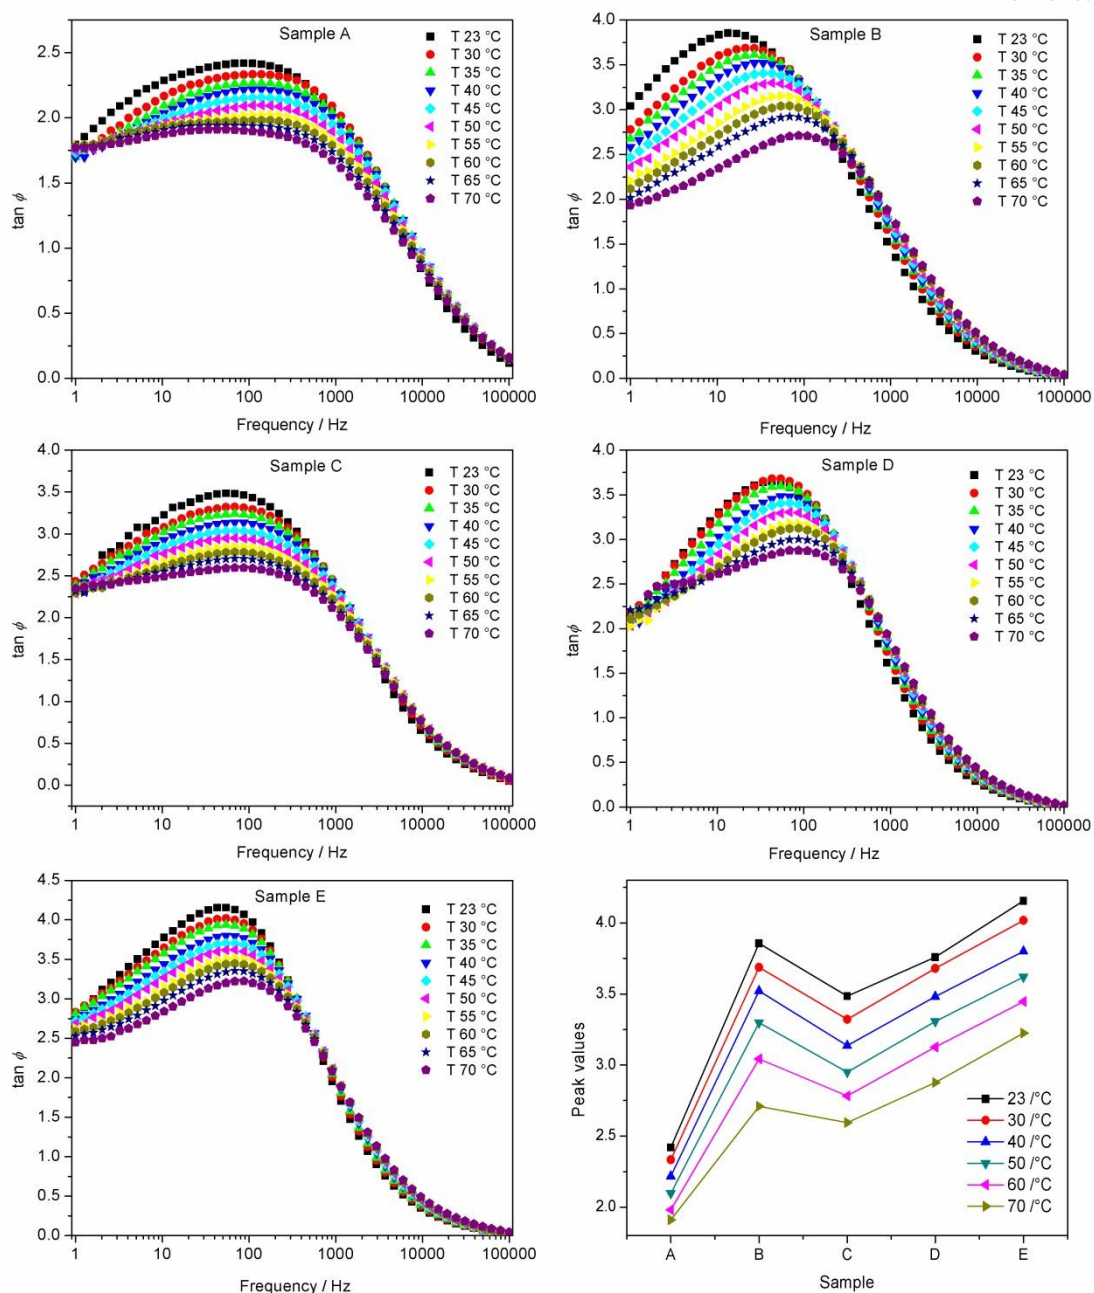 Sample A
T 23 °C
T 30 °C
T 35 °C
T 40 °C
T 45 °C
T 50 °C
T 55 °C
T 60 °C
T 65 °C
T 70 °C
2.5
2.0
1.5
1.0
0.5
0.0
tan ϕ
1 10 100 1000 10000 100000
Frequency / Hz
Sample B
T 23 °C
T 30 °C
T 35 °C
T 40 °C
T 45 °C
T 50 °C
T 55 °C
T 60 °C
T 65 °C
T 70 °C
4.0
3.5
3.0
2.5
2.0
1.5
1.0
0.5
0.0
tan ϕ
1 10 100 1000 10000 100000
Frequency / Hz
Sample C
T 23 °C
T 30 °C
T 35 °C
T 40 °C
T 45 °C
T 50 °C
T 55 °C
T 60 °C
T 65 °C
T 70 °C
4.0
3.5
3.0
2.5
2.0
1.5
1.0
0.5
0.0
tan ϕ
1 10 100 1000 10000 100000
Frequency / Hz
Sample D
T 23 °C
T 30 °C
T 35 °C
T 40 °C
T 45 °C
T 50 °C
T 55 °C
T 60 °C
T 65 °C
T 70 °C
4.0
3.5
3.0
2.5
2.0
1.5
1.0
0.5
0.0
tan ϕ
1 10 100 1000 10000 100000
Frequency / Hz
Sample E
T 23 °C
T 30 °C
T 35 °C
T 40 °C
T 45 °C
T 50 °C
T 55 °C
T 60 °C
T 65 °C
T 70 °C
4.5
4.0
3.5
3.0
2.5
2.0
1.5
1.0
0.5
0.0
tan ϕ
1 10 100 1000 10000 100000
Frequency / Hz
4.0
3.5
3.0
2.5
2.0
Peak values
23 /°C
30 /°C
40 /°C
50 /°C
60 /°C
70 /°C
A B C D E
Sample